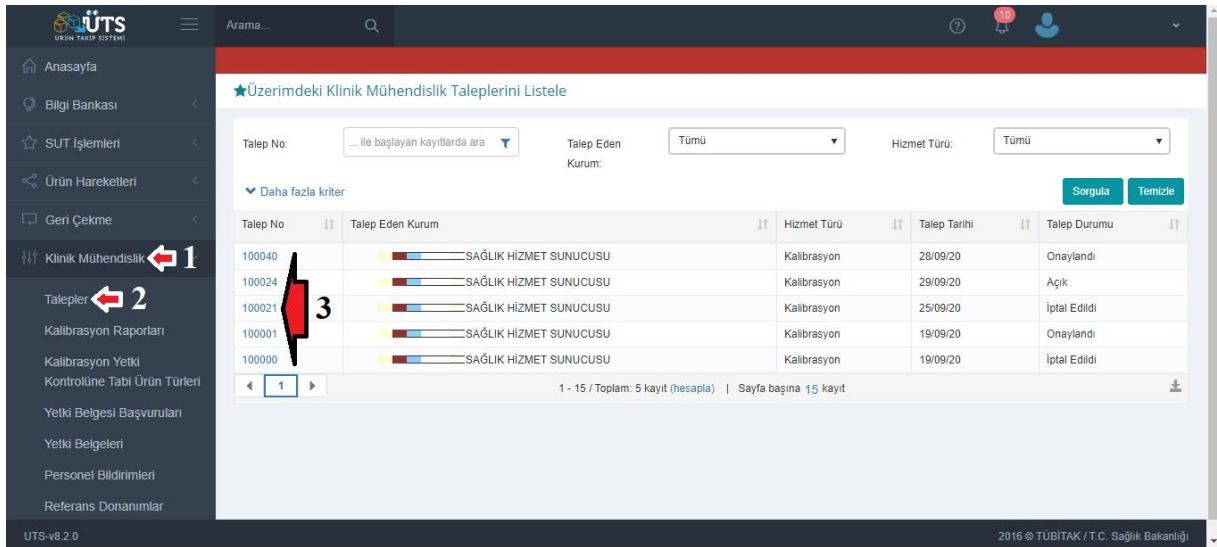 ÜTS
ÜRÜN TAKİP SİSTEMİ
Arama...
10
Anasayfa
Bilgi Bankası
SUT İşlemleri
Ürün Hareketleri
Geri Çekme
Klinik Mühendislik 1
Talepler 2
Kalibrasyon Raporları
Kalibrasyon Yetki
Kontrolüne Tabi Ürün Türleri
Yetki Belgesi Başvuruları
Yetki Belgeleri
Personel Bildirimleri
Referans Donanımlar
Üzerimdeki Klinik Mühendislik Taleplerini Listele
Talep No: ... ile başlayan kayıtlarda ara Talep Eden Kurum: Tümü Hizmet Türü: Tümü
Daha fazla kriter Sorgula Temizle
Talep No Talep Eden Kurum Hizmet Türü Talep Tarihi Talep Durumu
100040 SAĞLIK HİZMET SUNUCUSU Kalibrasyon 28/09/20 Onaylandı
100024 SAĞLIK HİZMET SUNUCUSU Kalibrasyon 29/09/20 Açık
100021 3 SAĞLIK HİZMET SUNUCUSU Kalibrasyon 25/09/20 İptal Edildi
100001 SAĞLIK HİZMET SUNUCUSU Kalibrasyon 19/09/20 Onaylandı
100000 SAĞLIK HİZMET SUNUCUSU Kalibrasyon 19/09/20 İptal Edildi
1 1 - 15 / Toplam: 5 kayıt (hesapla) | Sayfa başına 15 kayıt
UTS-v8.2.0 2016 © TÜBİTAK / T.C. Sağlık Bakanlığı